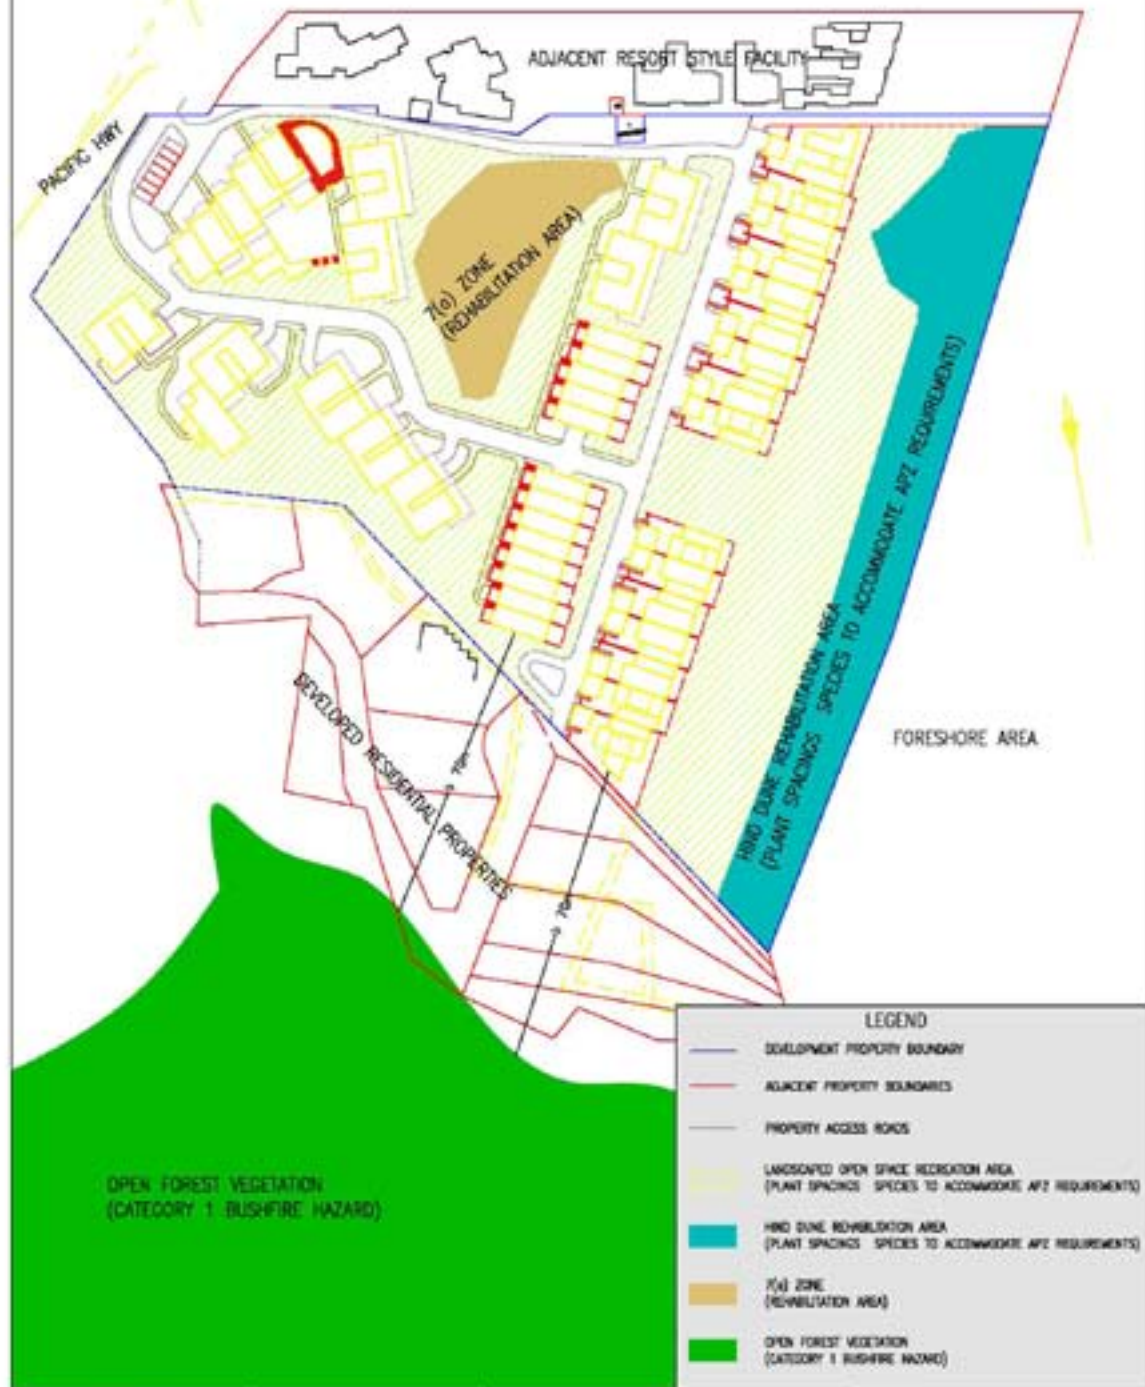 ADJACENT RESORT STYLE FACILITY
PACIFIC HWY
7(a) ZONE
(REHABILITATION AREA)
HIND DUNE REHABILITATION AREA
(PLANT SPACINGS SPECIES TO ACCOMMODATE APZ REQUIREMENTS)
FORESHORE AREA
DEVELOPED RESIDENTIAL PROPERTIES
70m
70m
OPEN FOREST VEGETATION
(CATEGORY 1 BUSHFIRE HAZARD)
LEGEND
DEVELOPMENT PROPERTY BOUNDARY
ADJACENT PROPERTY BOUNDARIES
PROPERTY ACCESS ROADS
LANDSCAPED OPEN SPACE RECREATION AREA
(PLANT SPACINGS SPECIES TO ACCOMMODATE APZ REQUIREMENTS)
HIND DUNE REHABILITATION AREA
(PLANT SPACINGS SPECIES TO ACCOMMODATE APZ REQUIREMENTS)
7(a) ZONE
(REHABILITATION AREA)
OPEN FOREST VEGETATION
(CATEGORY 1 BUSHFIRE HAZARD)